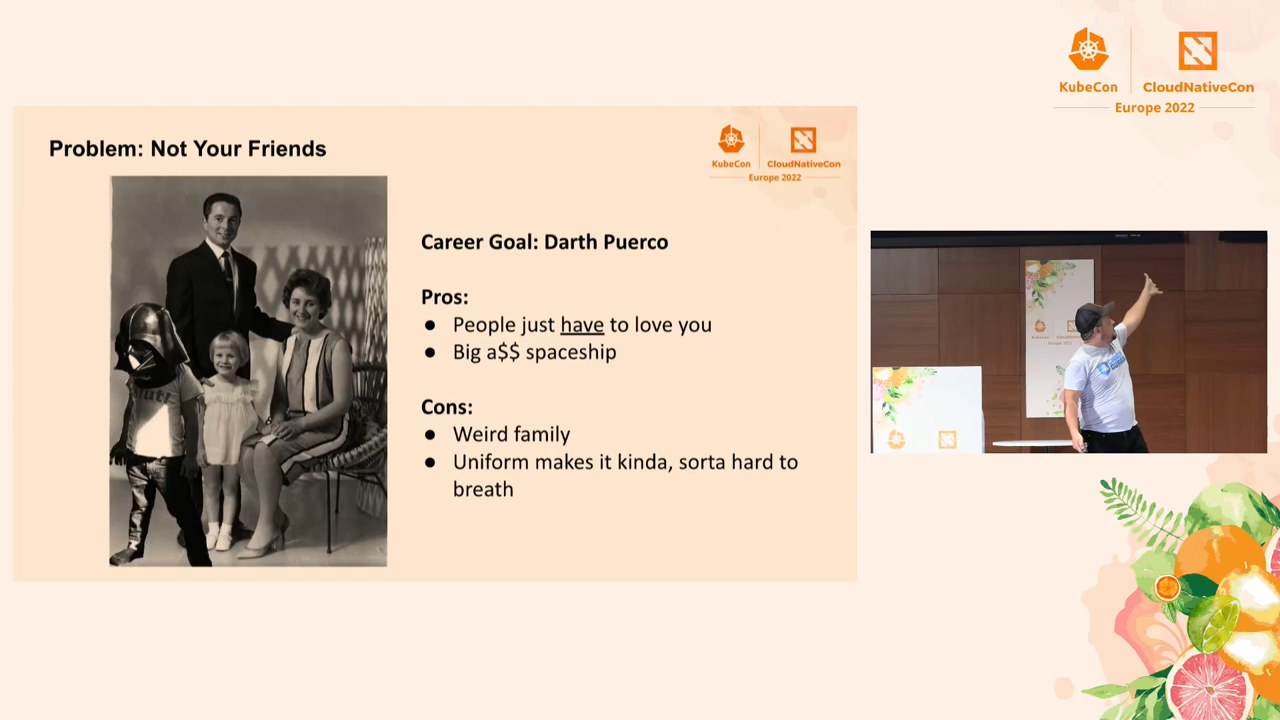 KubeCon
CloudNativeCon
Europe 2022
Problem: Not Your Friends
KubeCon
CloudNativeCon
Europe 2022
Career Goal: Darth Puerco
Pros:
● People just have to love you
● Big a$$ spaceship
Cons:
● Weird family
● Uniform makes it kinda, sorta hard to
breath